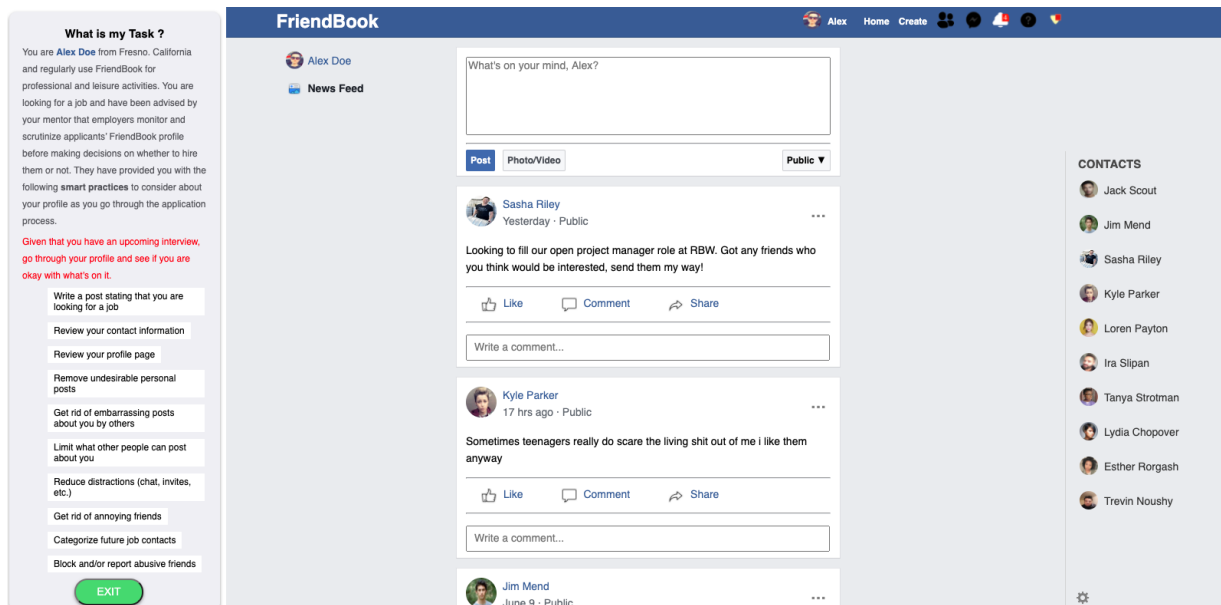 What is my Task ?
You are Alex Doe from Fresno. California
and regularly use FriendBook for
professional and leisure activities. You are
looking for a job and have been advised by
your mentor that employers monitor and
scrutinize applicants' FriendBook profile
before making decisions on whether to hire
them or not. They have provided you with the
following smart practices to consider about
your profile as you go through the application
process.
Given that you have an upcoming interview,
go through your profile and see if you are
okay with what's on it.
Write a post stating that you are
looking for a job
Review your contact information
Review your profile page
Remove undesirable personal
posts
Get rid of embarrassing posts
about you by others
Limit what other people can post
about you
Reduce distractions (chat, invites,
etc.)
Get rid of annoying friends
Categorize future job contacts
Block and/or report abusive friends
EXIT
FriendBook
Alex Home Create
Alex Doe
News Feed
What's on your mind, Alex?
Post Photo/Video Public ▼
Sasha Riley
Yesterday · Public
Looking to fill our open project manager role at RBW. Got any friends who
you think would be interested, send them my way!
Like Comment Share
Write a comment...
Kyle Parker
17 hrs ago · Public
Sometimes teenagers really do scare the living shit out of me i like them
anyway
Like Comment Share
Write a comment...
Jim Mend
June 9 · Public
CONTACTS
Jack Scout
Jim Mend
Sasha Riley
Kyle Parker
Loren Payton
Ira Slipan
Tanya Strotman
Lydia Chopover
Esther Rorgash
Trevin Noushy